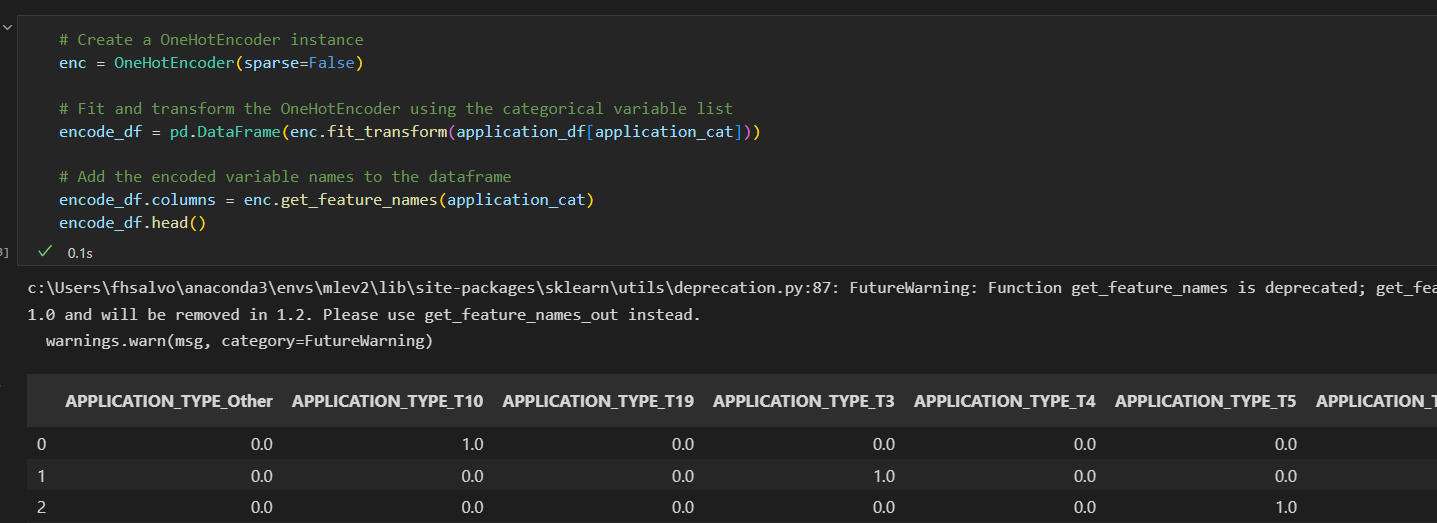 # Create a OneHotEncoder instance
enc = OneHotEncoder(sparse=False)
# Fit and transform the OneHotEncoder using the categorical variable list
encode_df = pd.DataFrame(enc.fit_transform(application_df[application_cat]))
# Add the encoded variable names to the dataframe
encode_df.columns = enc.get_feature_names(application_cat)
encode_df.head()
] 0.1s
c:\Users\fhsalvo\anaconda3\envs\mlev2\lib\site-packages\sklearn\utils\deprecation.py:87: FutureWarning: Function get_feature_names is deprecated; get_fea
1.0 and will be removed in 1.2. Please use get_feature_names_out instead.
warnings.warn(msg, category=FutureWarning)
APPLICATION_TYPE_Other APPLICATION_TYPE_T10 APPLICATION_TYPE_T19 APPLICATION_TYPE_T3 APPLICATION_TYPE_T4 APPLICATION_TYPE_T5 APPLICATION_T
0 0.0 1.0 0.0 0.0 0.0 0.0
1 0.0 0.0 0.0 1.0 0.0 0.0
2 0.0 0.0 0.0 0.0 0.0 1.0